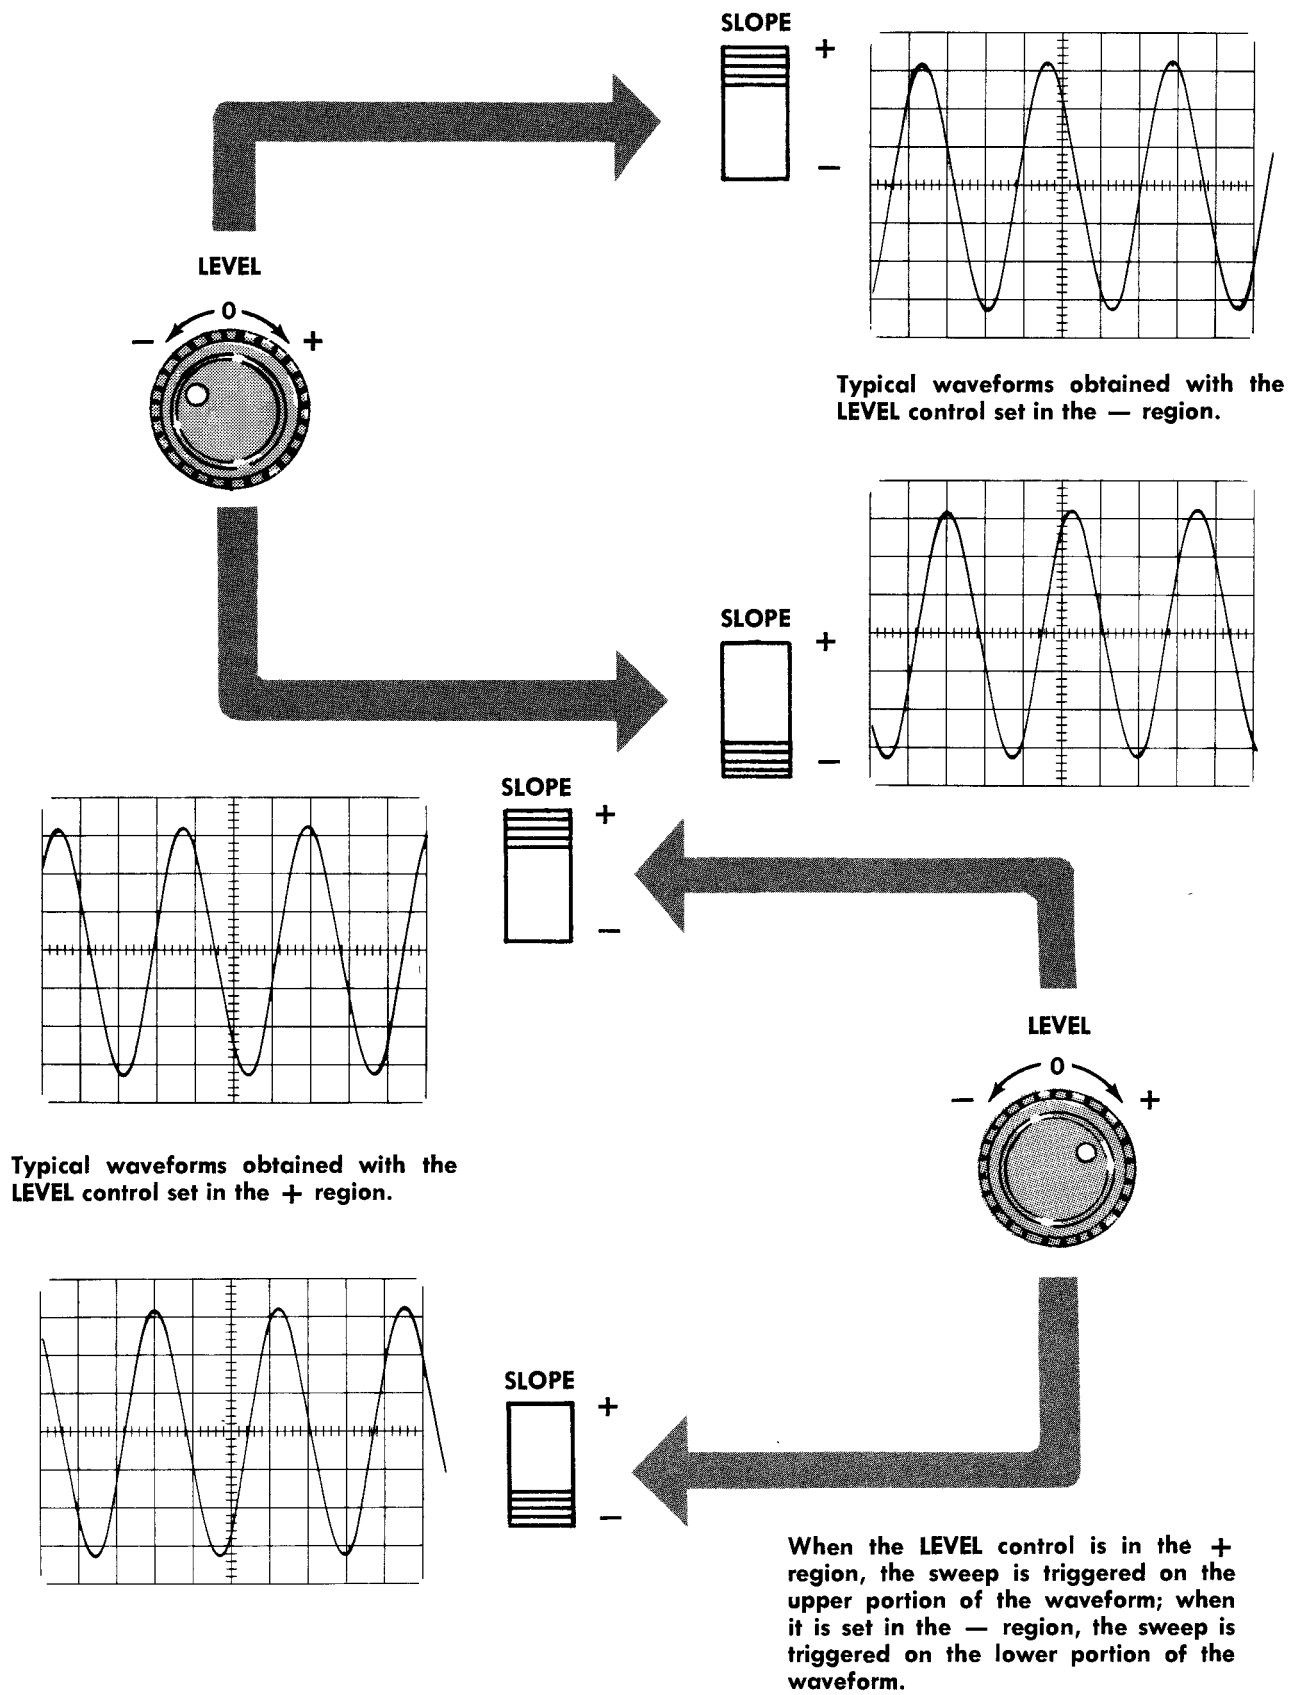 SLOPE
+
—
LEVEL
0
— +
Typical waveforms obtained with the
LEVEL control set in the — region.
SLOPE
+
—
SLOPE
+
—
LEVEL
0
— +
Typical waveforms obtained with the
LEVEL control set in the + region.
SLOPE
+
—
When the LEVEL control is in the +
region, the sweep is triggered on the
upper portion of the waveform; when
it is set in the — region, the sweep is
triggered on the lower portion of the
waveform.